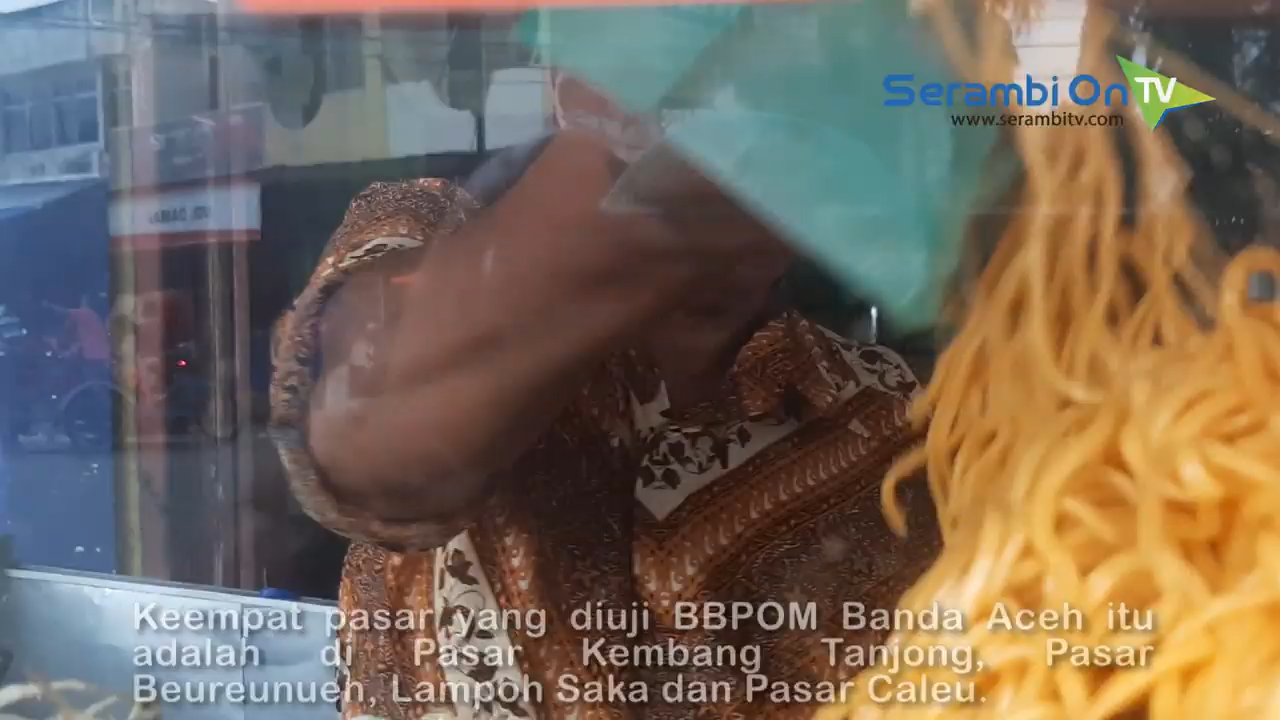 Serambi On TV
www.serambitv.com
Keempat pasar yang diuji BBPOM Banda Aceh itu
adalah di Pasar Kembang Tanjong, Pasar
Beureunueh, Lampoh Saka dan Pasar Caleu.